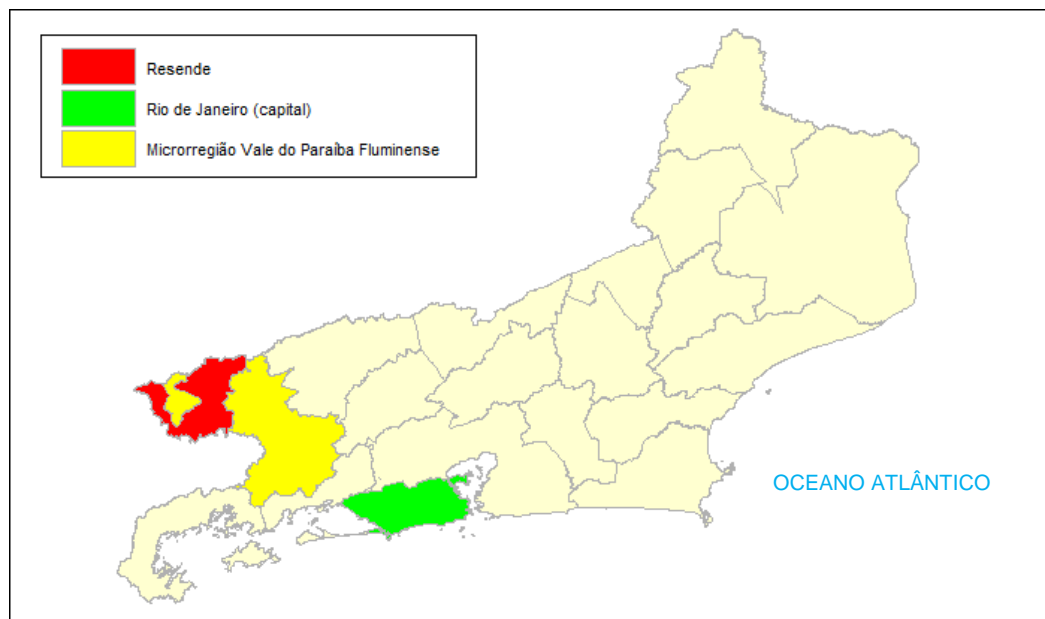 Resende
Rio de Janeiro (capital)
Microrregião Vale do Paraíba Fluminense
OCEANO ATLÂNTICO